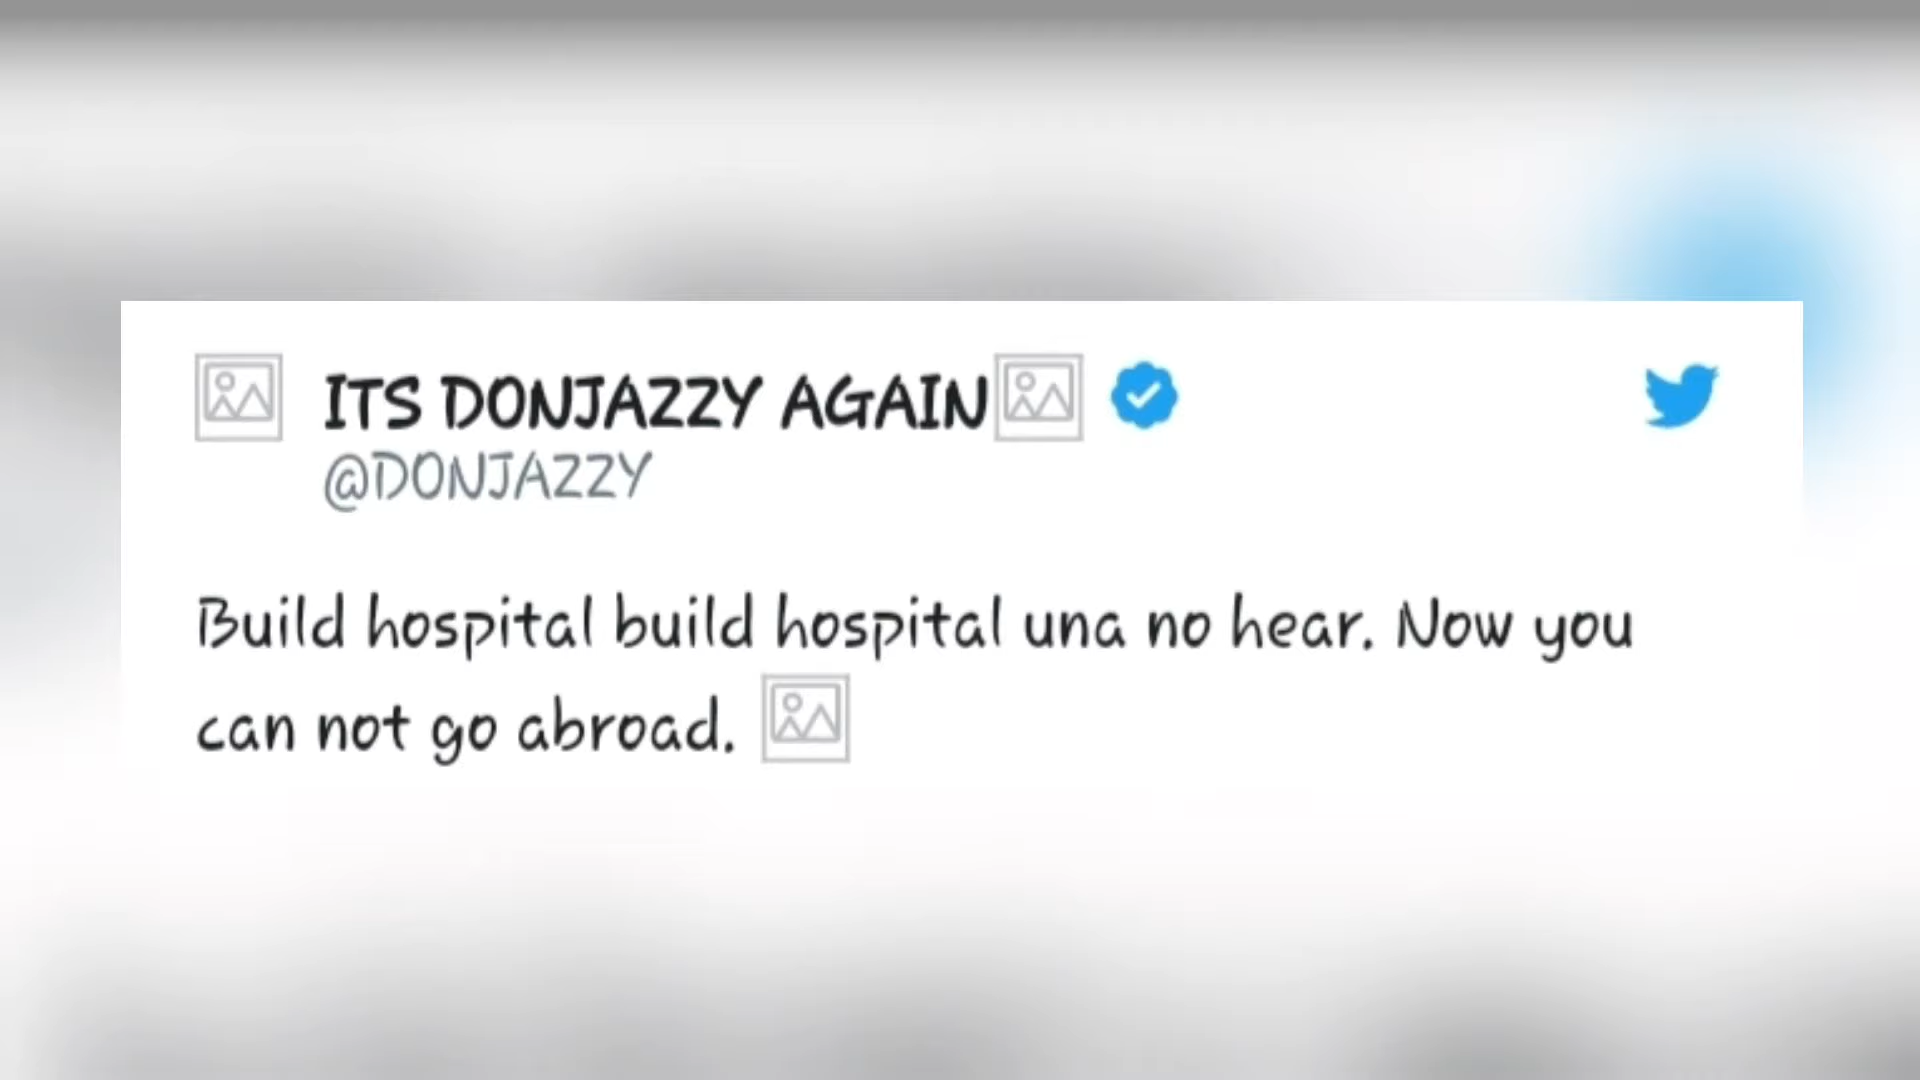 ITS DONJAZZY AGAIN
@DONJAZZY
Build hospital build hospital una no hear. Now you
can not go abroad.